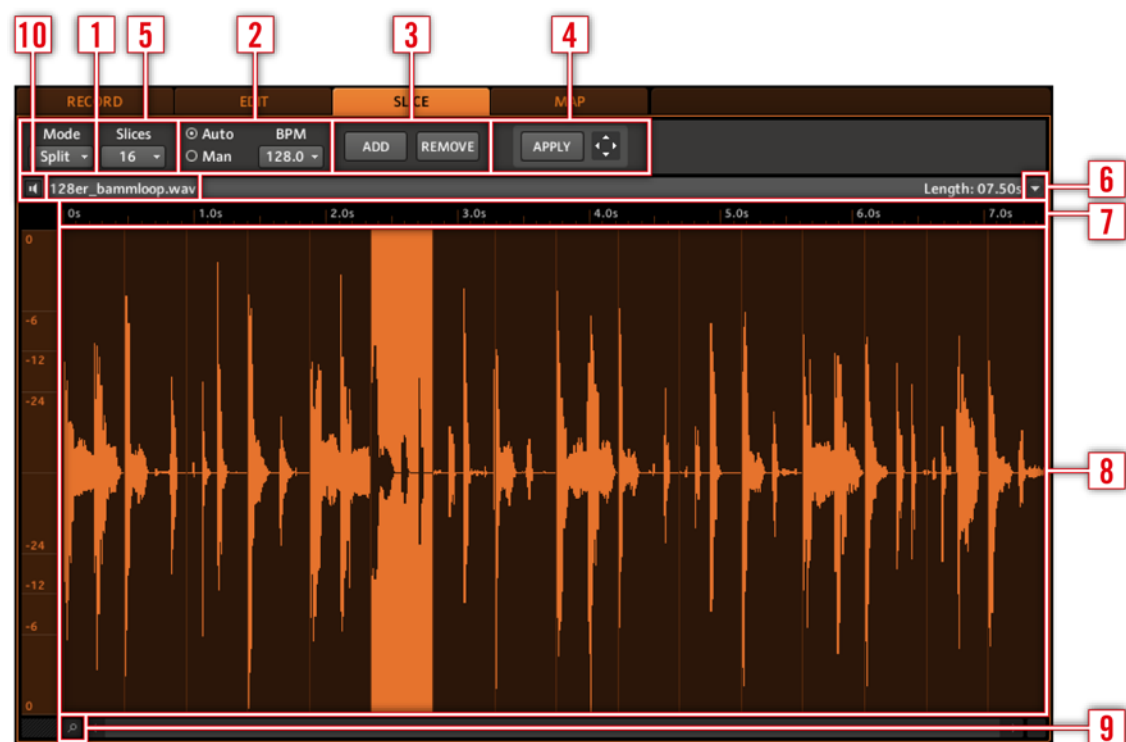 10 1 5 2 3 4
RECORD EDIT SLICE MAP
Mode Slices Auto BPM
Split 16 Man 128.0 ADD REMOVE APPLY
128er_bammloop.wav Length: 07.50s 6
0s 1.0s 2.0s 3.0s 4.0s 5.0s 6.0s 7.0s 7
0
-6
-12
-24
8
-24
-12
-6
0
9